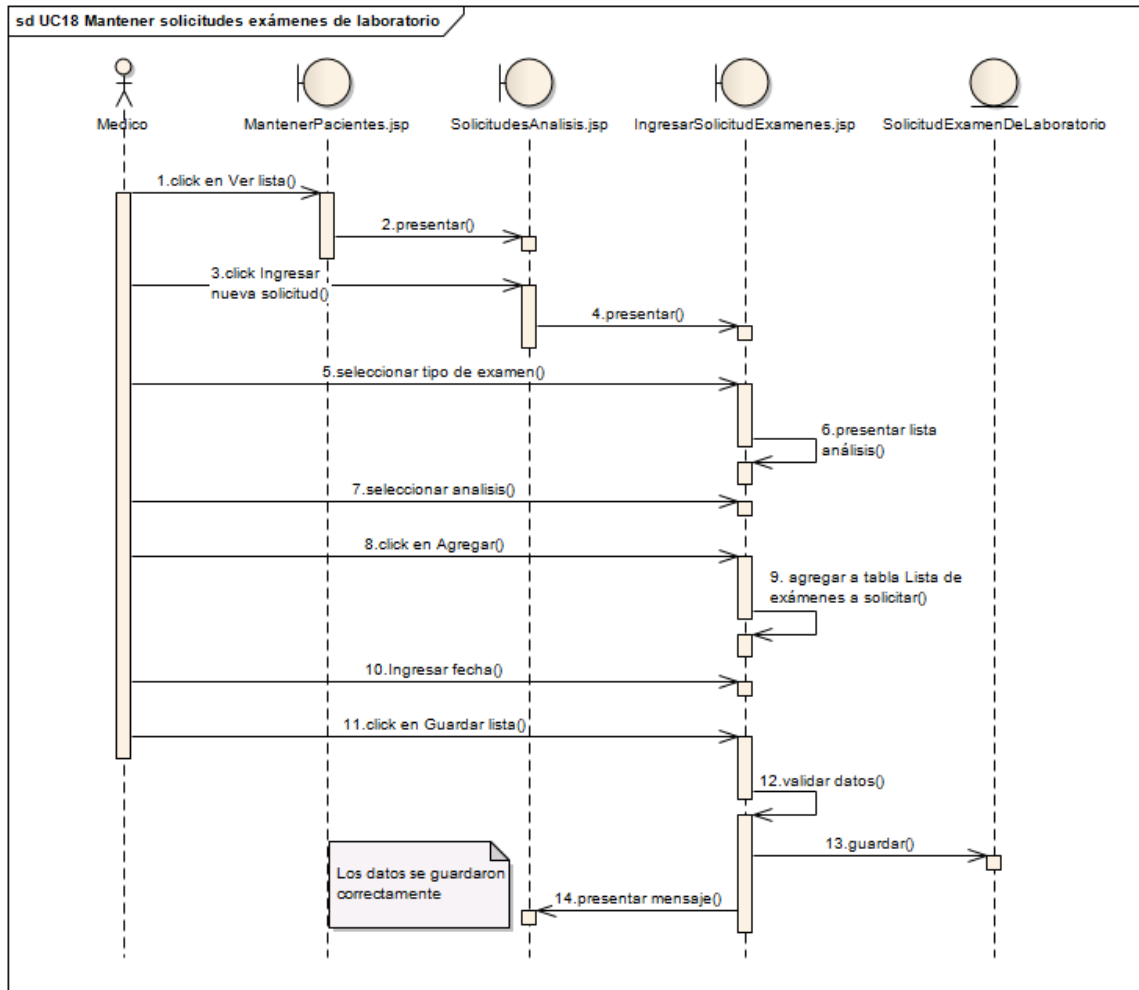 sd UC18 Mantener solicitudes exámenes de laboratorio
Medico
MantenerPacientes.jsp
SolicitudesAnalisis.jsp
IngresarSolicitudExamenes.jsp
SolicitudExamenDeLaboratorio
1.click en Ver lista()
2.presentar()
3.click Ingresar
nueva solicitud()
4.presentar()
5.seleccionar tipo de examen()
6.presentar lista
análisis()
7.seleccionar analisis()
8.click en Agregar()
9. agregar a tabla Lista de
exámenes a solicitar()
10.Ingresar fecha()
11.click en Guardar lista()
12.validar datos()
13.guardar()
Los datos se guardaron
correctamente
14.presentar mensaje()